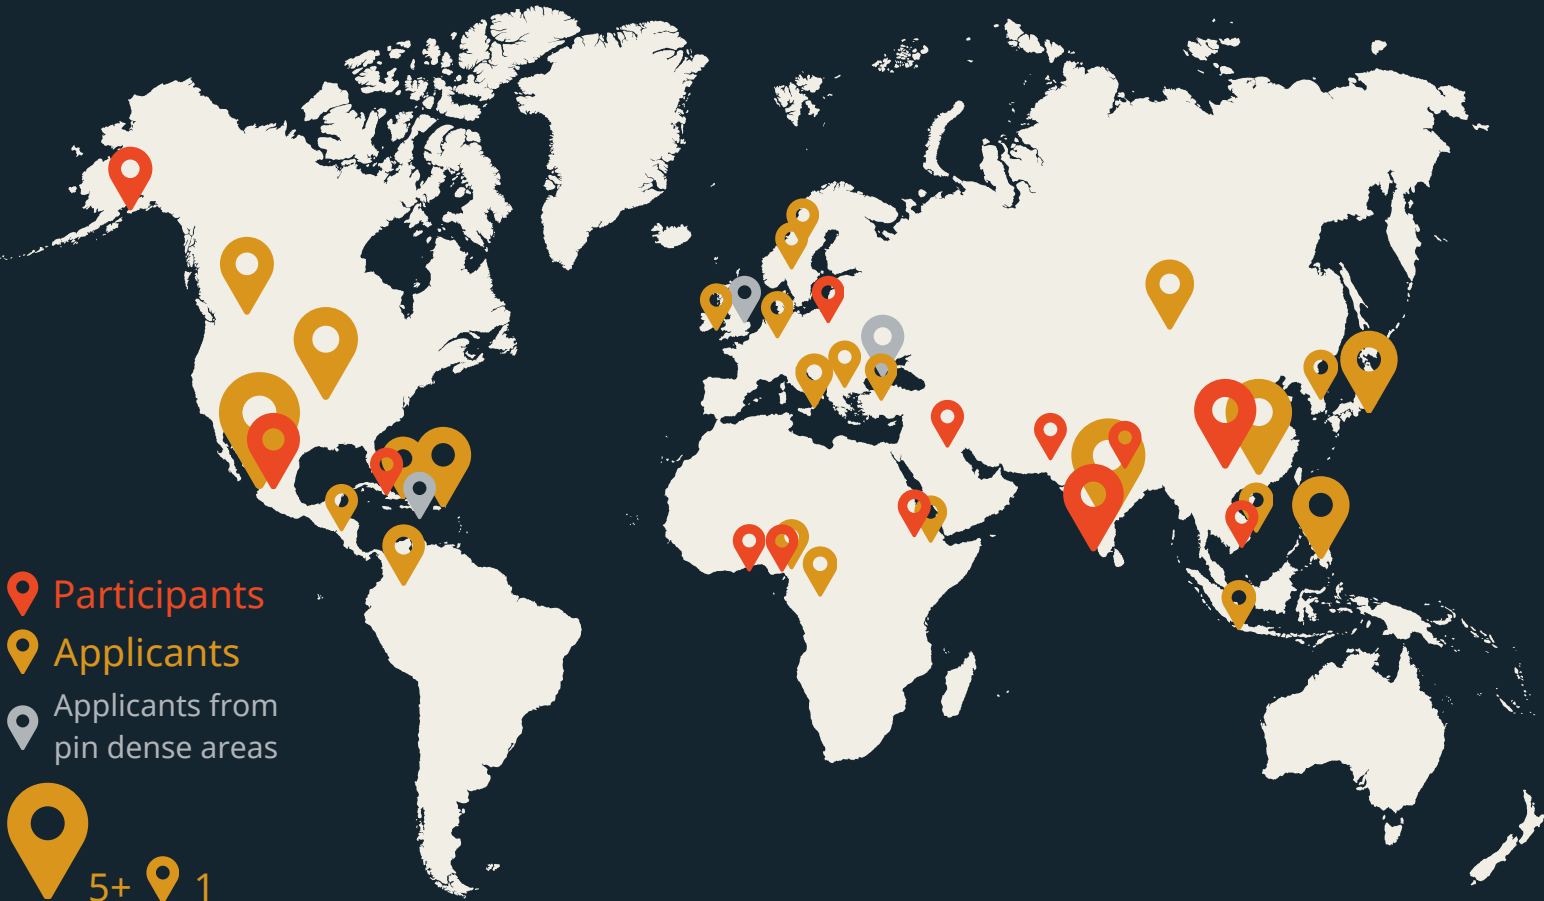 Participants
Applicants
Applicants from
pin dense areas
5+ 1